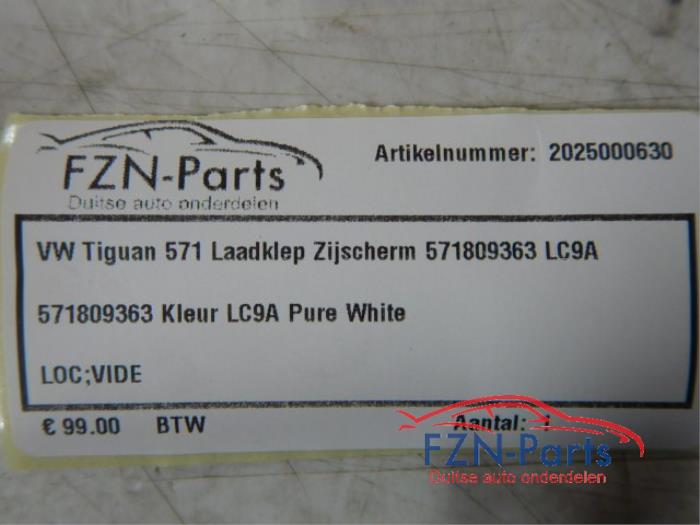 FZN-Parts
Duitse auto onderdelen
Artikelnummer: 2025000630
VW Tiguan 571 Laadklep Zijscherm 571809363 LC9A
571809363 Kleur LC9A Pure White
LOC;VIDE
€ 99.00 BTW Aantal: 1
FZN-Parts
Duitse auto onderdelen